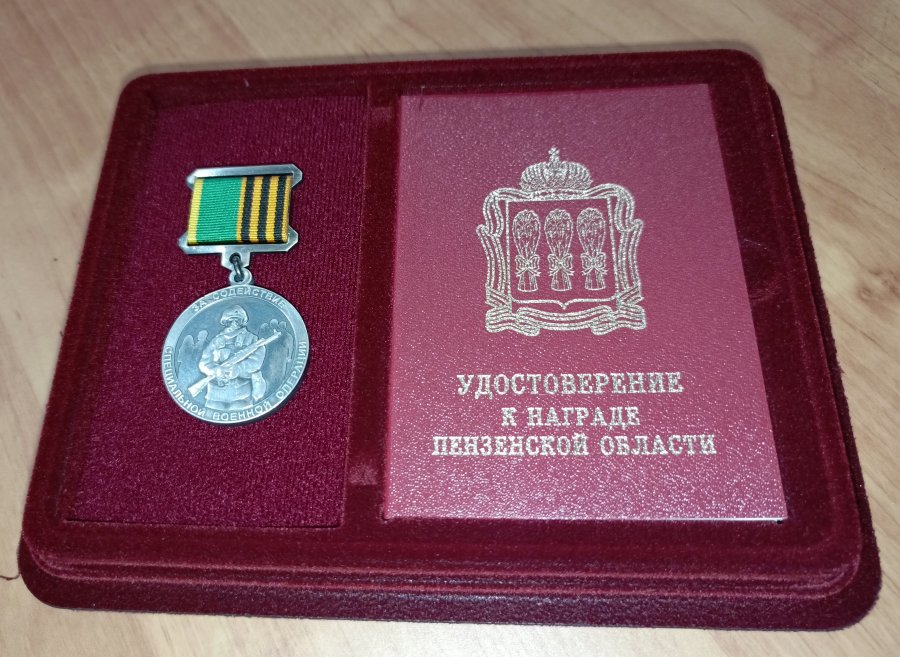 ЗА СОДЕЙСТВИЕ
СПЕЦИАЛЬНОЙ ВОЕННОЙ ОПЕРАЦИИ
УДОСТОВЕРЕНИЕ
К НАГРАДЕ
ПЕНЗЕНСКОЙ ОБЛАСТИ